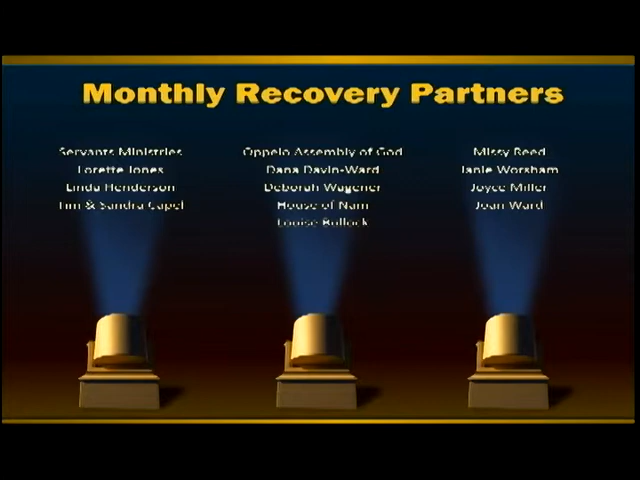 Monthly Recovery Partners
Servants Ministries
Lorette Jones
Linda Henderson
Tim & Sandra Capel
Oppelo Assembly of God
Dana Davin-Ward
Deborah Wagener
House of Nam
Louise Bullock
Missy Reed
Janie Worsham
Joyce Miller
Joan Ward